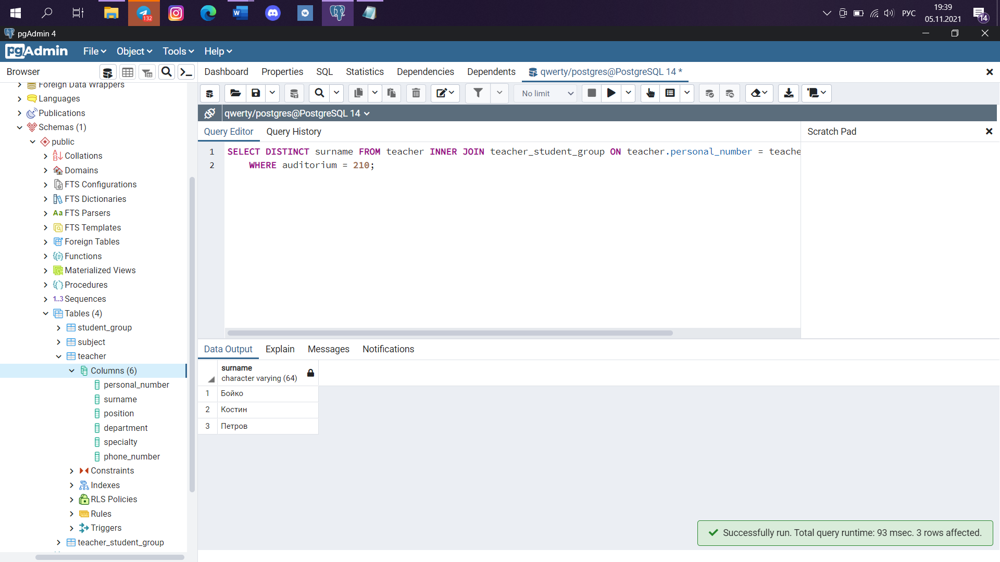 132
РУС
19:39
05.11.2021
14
pgAdmin 4
pgAdmin
File
Object
Tools
Help
Browser
Dashboard
Properties
SQL
Statistics
Dependencies
Dependents
qwerty/postgres@PostgreSQL 14 *
No limit
qwerty/postgres@PostgreSQL 14
Query Editor
Query History
Scratch Pad
1 SELECT DISTINCT surname FROM teacher INNER JOIN teacher_student_group ON teacher.personal_number = teache
2 WHERE auditorium = 210;
Foreign Data Wrappers
Languages
Publications
Schemas (1)
public
Collations
Domains
FTS Configurations
FTS Dictionaries
Aa FTS Parsers
FTS Templates
Foreign Tables
Functions
Materialized Views
Procedures
1..3 Sequences
Tables (4)
student_group
subject
teacher
Columns (6)
personal_number
surname
position
department
specialty
phone_number
Constraints
Indexes
RLS Policies
Rules
Triggers
teacher_student_group
Data Output
Explain
Messages
Notifications
surname
character varying (64)
1 Бойко
2 Костин
3 Петров
Successfully run. Total query runtime: 93 msec. 3 rows affected.